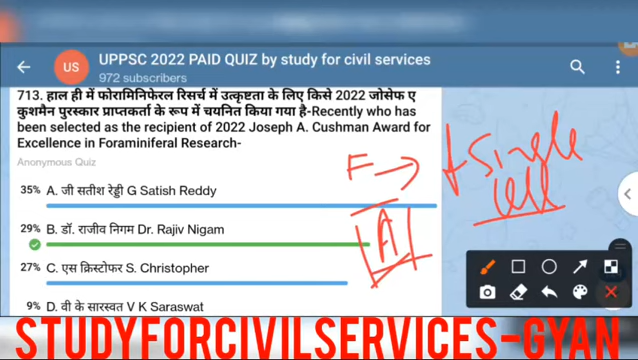 UPPSC 2022 PAID QUIZ by study for civil services
US
972 subscribers
713. हाल ही में फोरामिनिफेरल रिसर्च में उत्कृष्टता के लिए किसे 2022 जोसेफ ए
कुशमैन पुरस्कार प्राप्तकर्ता के रूप में चयनित किया गया है-Recently who has
been selected as the recipient of 2022 Joseph A. Cushman Award for
Excellence in Foraminiferal Research-
Anonymous Quiz
35% A. जी सतीश रेड्डी G Satish Reddy
29% B. डॉ. राजीव निगम Dr. Rajiv Nigam
27% C. एस क्रिस्टोफर S. Christopher
9% D. वी के सारस्वत V K Saraswat
F → Single
cell
A
STUDYFORCIVILSERVICES-GYAN